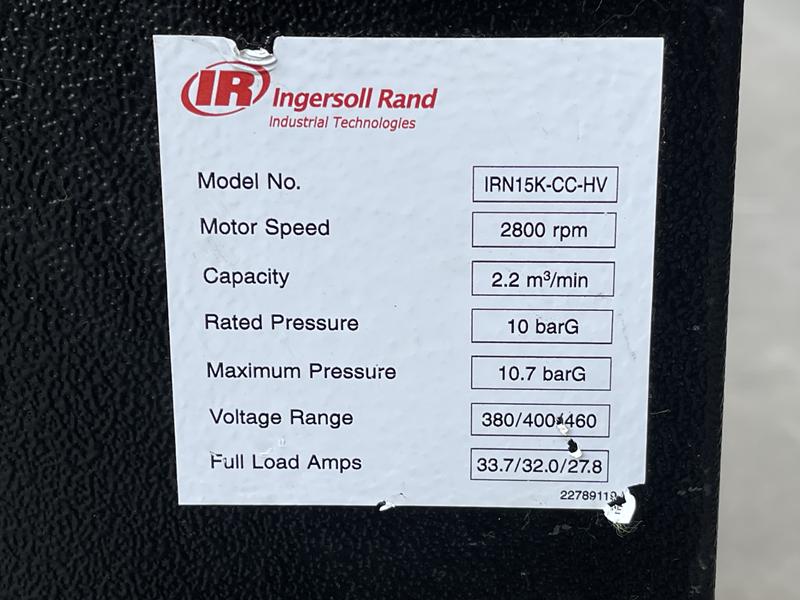 IR Ingersoll Rand
Industrial Technologies
Model No. IRN15K-CC-HV
Motor Speed 2800 rpm
Capacity 2.2 m³/min
Rated Pressure 10 barG
Maximum Pressure 10.7 barG
Voltage Range 380/400/460
Full Load Amps 33.7/32.0/27.8